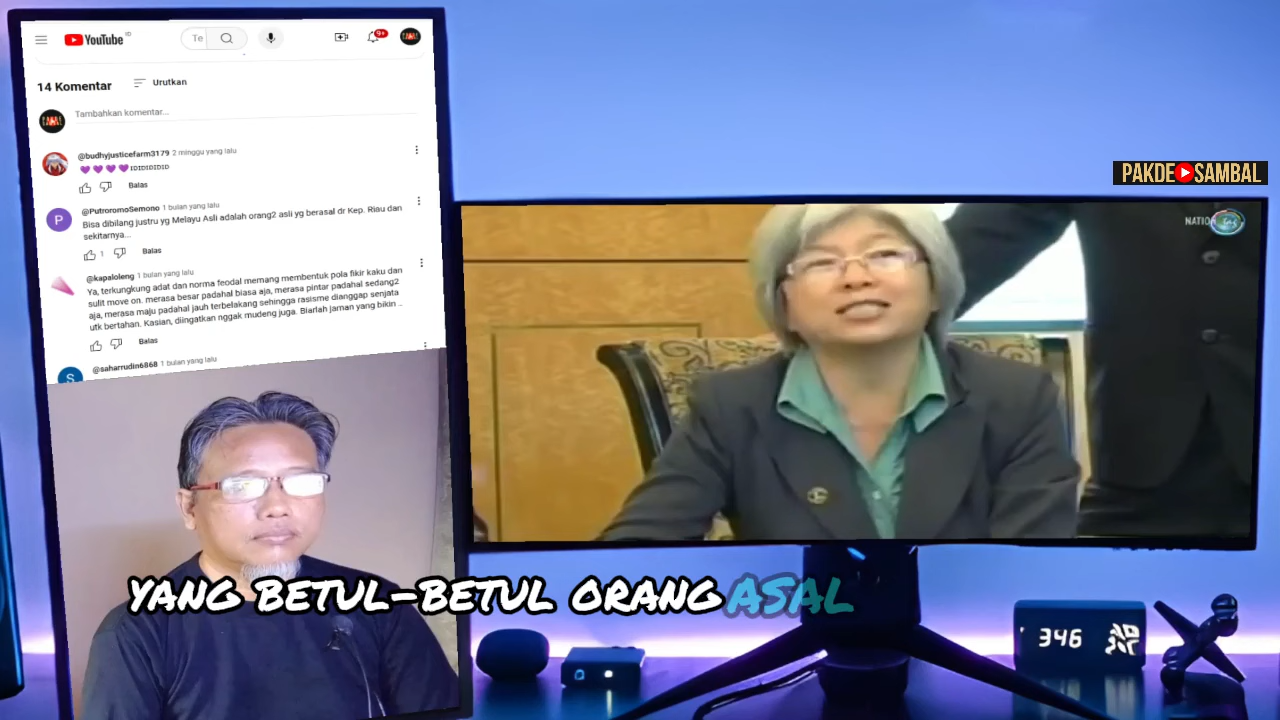 YouTube ID
Te
9+
14 Komentar
Urutkan
Tambahkan komentar...
@budhyjusticefarm3179 2 minggu yang lalu
💜💜💜💜IDIDIDIDID
Balas
@PutroromoSemono 1 bulan yang lalu
Bisa dibilang justru yg Melayu Asli adalah orang2 asli yg berasal dr Kep. Riau dan
sekitarnya...
1
Balas
@kapaloleng 1 bulan yang lalu
Ya, terkungkung adat dan norma feodal memang membentuk pola fikir kaku dan
sulit move on. merasa besar padahal biasa aja, merasa pintar padahal sedang2
aja, merasa maju padahal jauh terbelakang sehingga rasisme dianggap senjata
utk bertahan. Kasian, diingatkan nggak mudeng juga. Biarlah jaman yang bikin ..
Balas
@saharrudin6868 1 bulan yang lalu
S
P
PAKDE SAMBAL
NATIO
YANG BETUL-BETUL ORANG ASAL
346